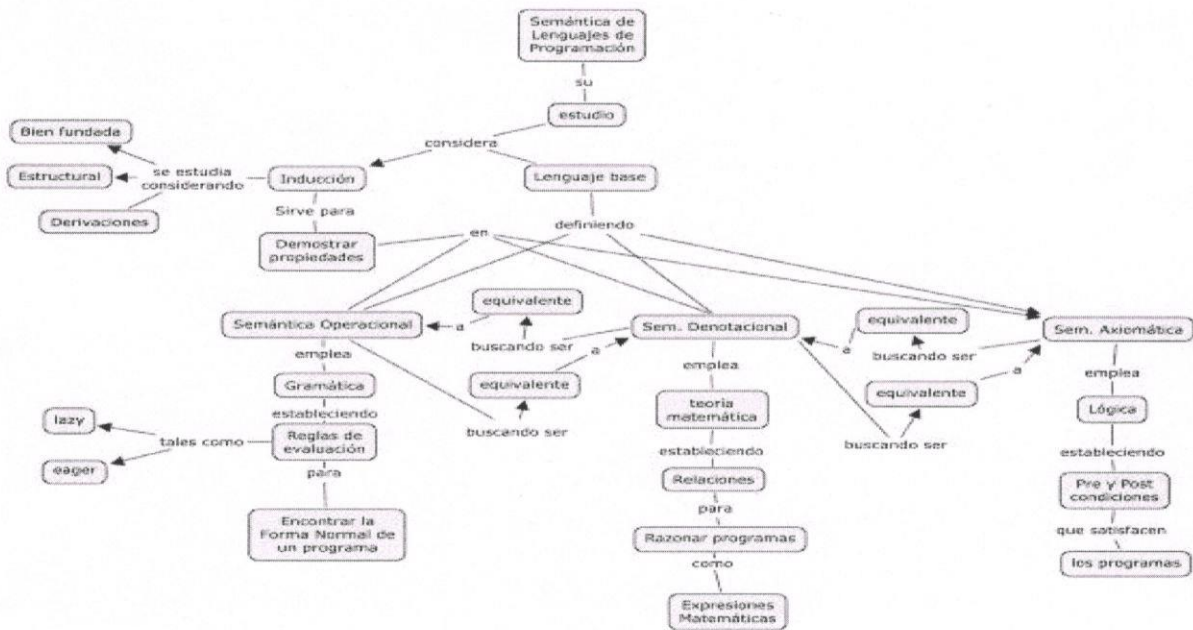 Semántica de
Lenguajes de
Programación
su
estudio
considera
Bien fundada
Estructural
Derivaciones
se estudia
considerando
Inducción
Lenguaje base
Sirve para
Demostrar
propiedades
en
definiendo
Semántica Operacional
a
equivalente
buscando ser
equivalente
a
buscando ser
Sem. Denotacional
a
equivalente
buscando ser
equivalente
a
buscando ser
Sem. Axiomática
emplea
Gramática
estableciendo
Reglas de
evaluación
tales como
lazy
eager
para
Encontrar la
Forma Normal de
un programa
emplea
teoría
matemática
estableciendo
Relaciones
para
Razonar programas
como
Expresiones
Matemáticas
emplea
Lógica
estableciendo
Pre y Post
condiciones
que satisfacen
los programas